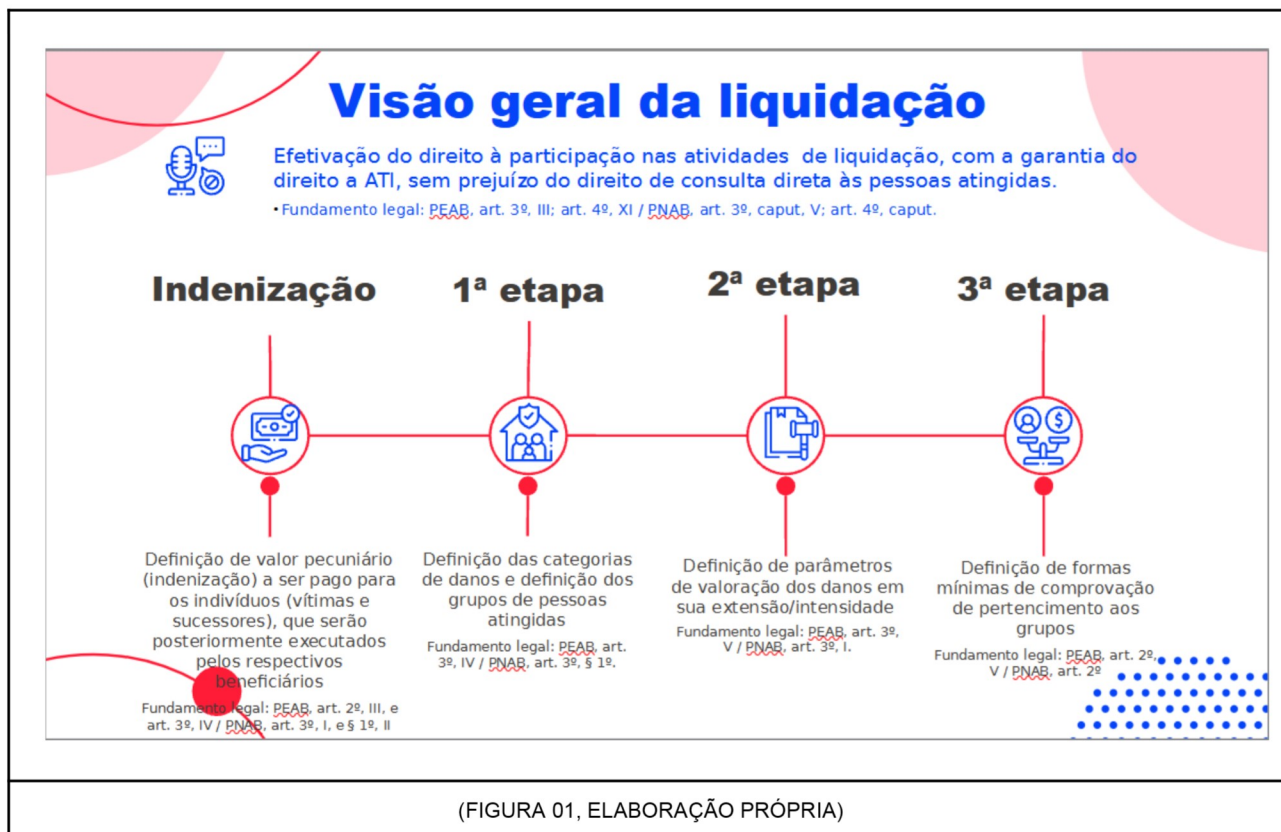 Visão geral da liquidação
Efetivação do direito à participação nas atividades de liquidação, com a garantia do
direito a ATI, sem prejuízo do direito de consulta direta às pessoas atingidas.
• Fundamento legal: PEAB, art. 3º, III; art. 4º, XI / PNAB, art. 3º, caput, V; art. 4º, caput.
Indenização
Definição de valor pecuniário
(indenização) a ser pago para
os indivíduos (vítimas e
sucessores), que serão
posteriormente executados
pelos respectivos
beneficiários
Fundamento legal: PEAB, art. 2º, III, e
art. 3º, IV / PNAB, art. 3º, I, e § 1º, II
1ª etapa
Definição das categorias
de danos e definição dos
grupos de pessoas
atingidas
Fundamento legal: PEAB, art.
3º, IV / PNAB, art. 3º, § 1º.
2ª etapa
Definição de parâmetros
de valoração dos danos em
sua extensão/intensidade
Fundamento legal: PEAB, art. 3º,
V / PNAB, art. 3º, I.
3ª etapa
Definição de formas
mínimas de comprovação
de pertencimento aos
grupos
Fundamento legal: PEAB, art. 2º,
V / PNAB, art. 2º
(FIGURA 01, ELABORAÇÃO PRÓPRIA)